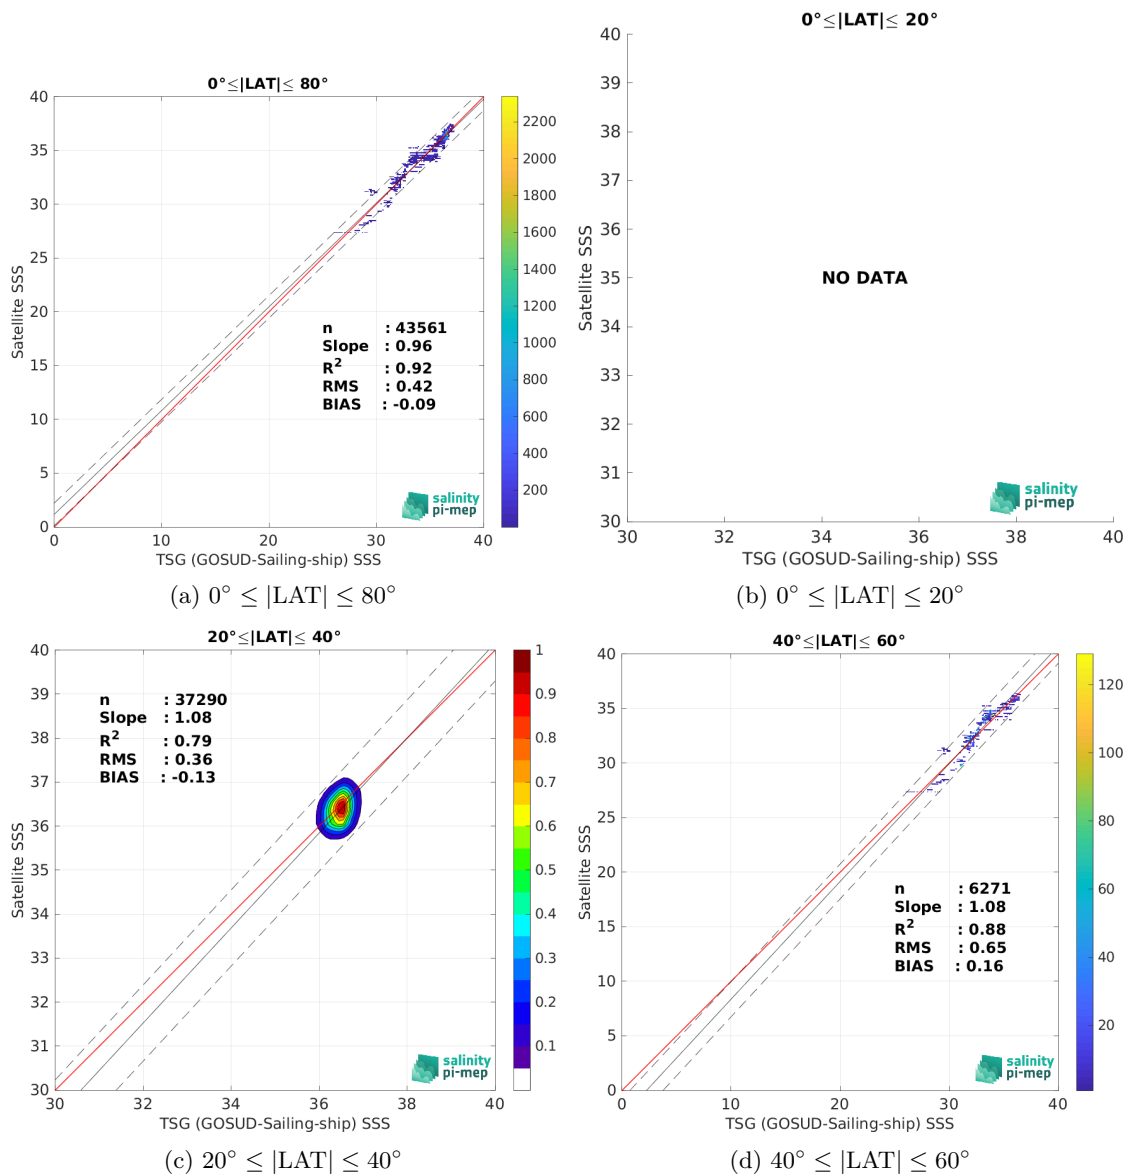 0°≤|LAT|≤ 80°
40
35
30
25
20
15
10
5
0
Satellite SSS
n : 43561
Slope : 0.96
R² : 0.92
RMS : 0.42
BIAS : -0.09
salinity
pi-mep
0 10 20 30 40
TSG (GOSUD-Sailing-ship) SSS
2200
2000
1800
1600
1400
1200
1000
800
600
400
200
(a) 0° ≤ |LAT| ≤ 80°
0°≤|LAT|≤ 20°
40
39
38
37
36
35
34
33
32
31
30
Satellite SSS
NO DATA
salinity
pi-mep
30 32 34 36 38 40
TSG (GOSUD-Sailing-ship) SSS
(b) 0° ≤ |LAT| ≤ 20°
20°≤|LAT|≤ 40°
40
39
38
37
36
35
34
33
32
31
30
Satellite SSS
n : 37290
Slope : 1.08
R² : 0.79
RMS : 0.36
BIAS : -0.13
salinity
pi-mep
30 32 34 36 38 40
TSG (GOSUD-Sailing-ship) SSS
1
0.9
0.8
0.7
0.6
0.5
0.4
0.3
0.2
0.1
(c) 20° ≤ |LAT| ≤ 40°
40°≤|LAT|≤ 60°
40
35
30
25
20
15
10
5
0
Satellite SSS
n : 6271
Slope : 1.08
R² : 0.88
RMS : 0.65
BIAS : 0.16
salinity
pi-mep
0 10 20 30 40
TSG (GOSUD-Sailing-ship) SSS
120
100
80
60
40
20
(d) 40° ≤ |LAT| ≤ 60°